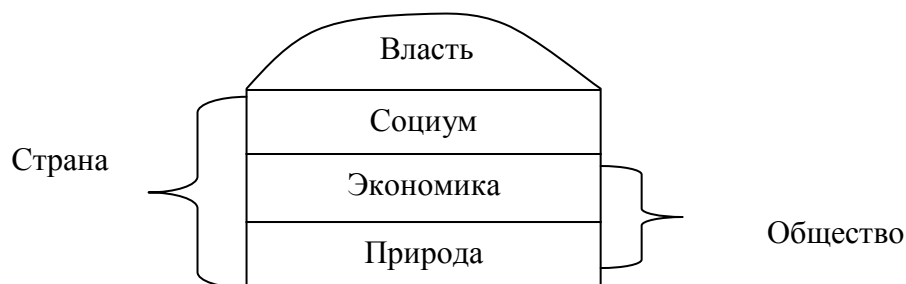 Власть
Социум
Страна
Экономика
Общество
Природа